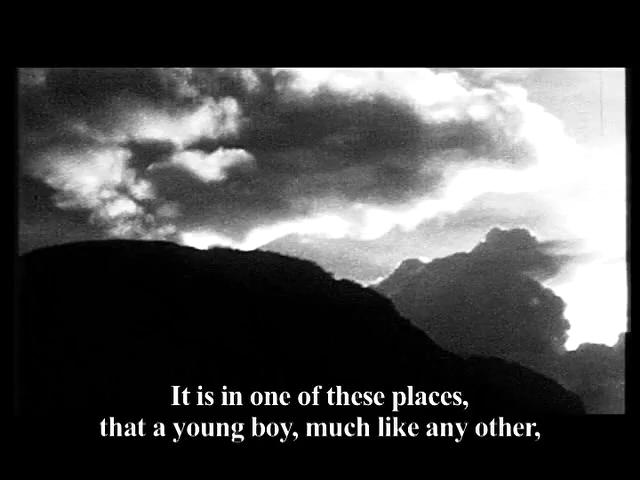 It is in one of these places,
that a young boy, much like any other,